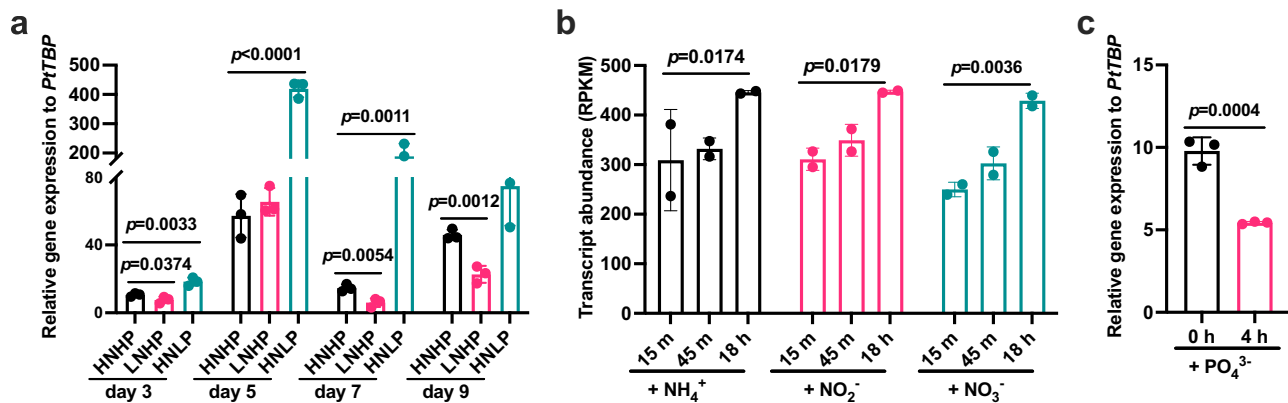 a
Relative gene expression to PtTBP
500
400
300
200
80
40
0
p<0.0001
p=0.0011
p=0.0033
p=0.0374
p=0.0054
p=0.0012
HNHP LNHP HNLP HNHP LNHP HNLP HNHP LNHP HNLP HNHP LNHP HNLP
day 3 day 5 day 7 day 9
b
Transcript abundance (RPKM)
500
400
300
200
100
0
p=0.0174 p=0.0179 p=0.0036
15 m 45 m 18 h 15 m 45 m 18 h 15 m 45 m 18 h
+ NH₄⁺ + NO₂⁻ + NO₃⁻
c
Relative gene expression to PtTBP
15
10
5
0
p=0.0004
0 h 4 h
+ PO₄³⁻